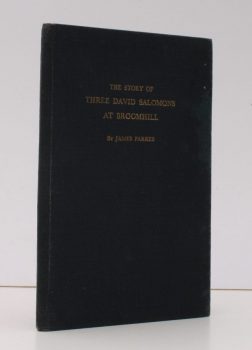 THE STORY OF
THREE DAVID SALOMONS
AT BROOMHILL
By JAMES PARKER